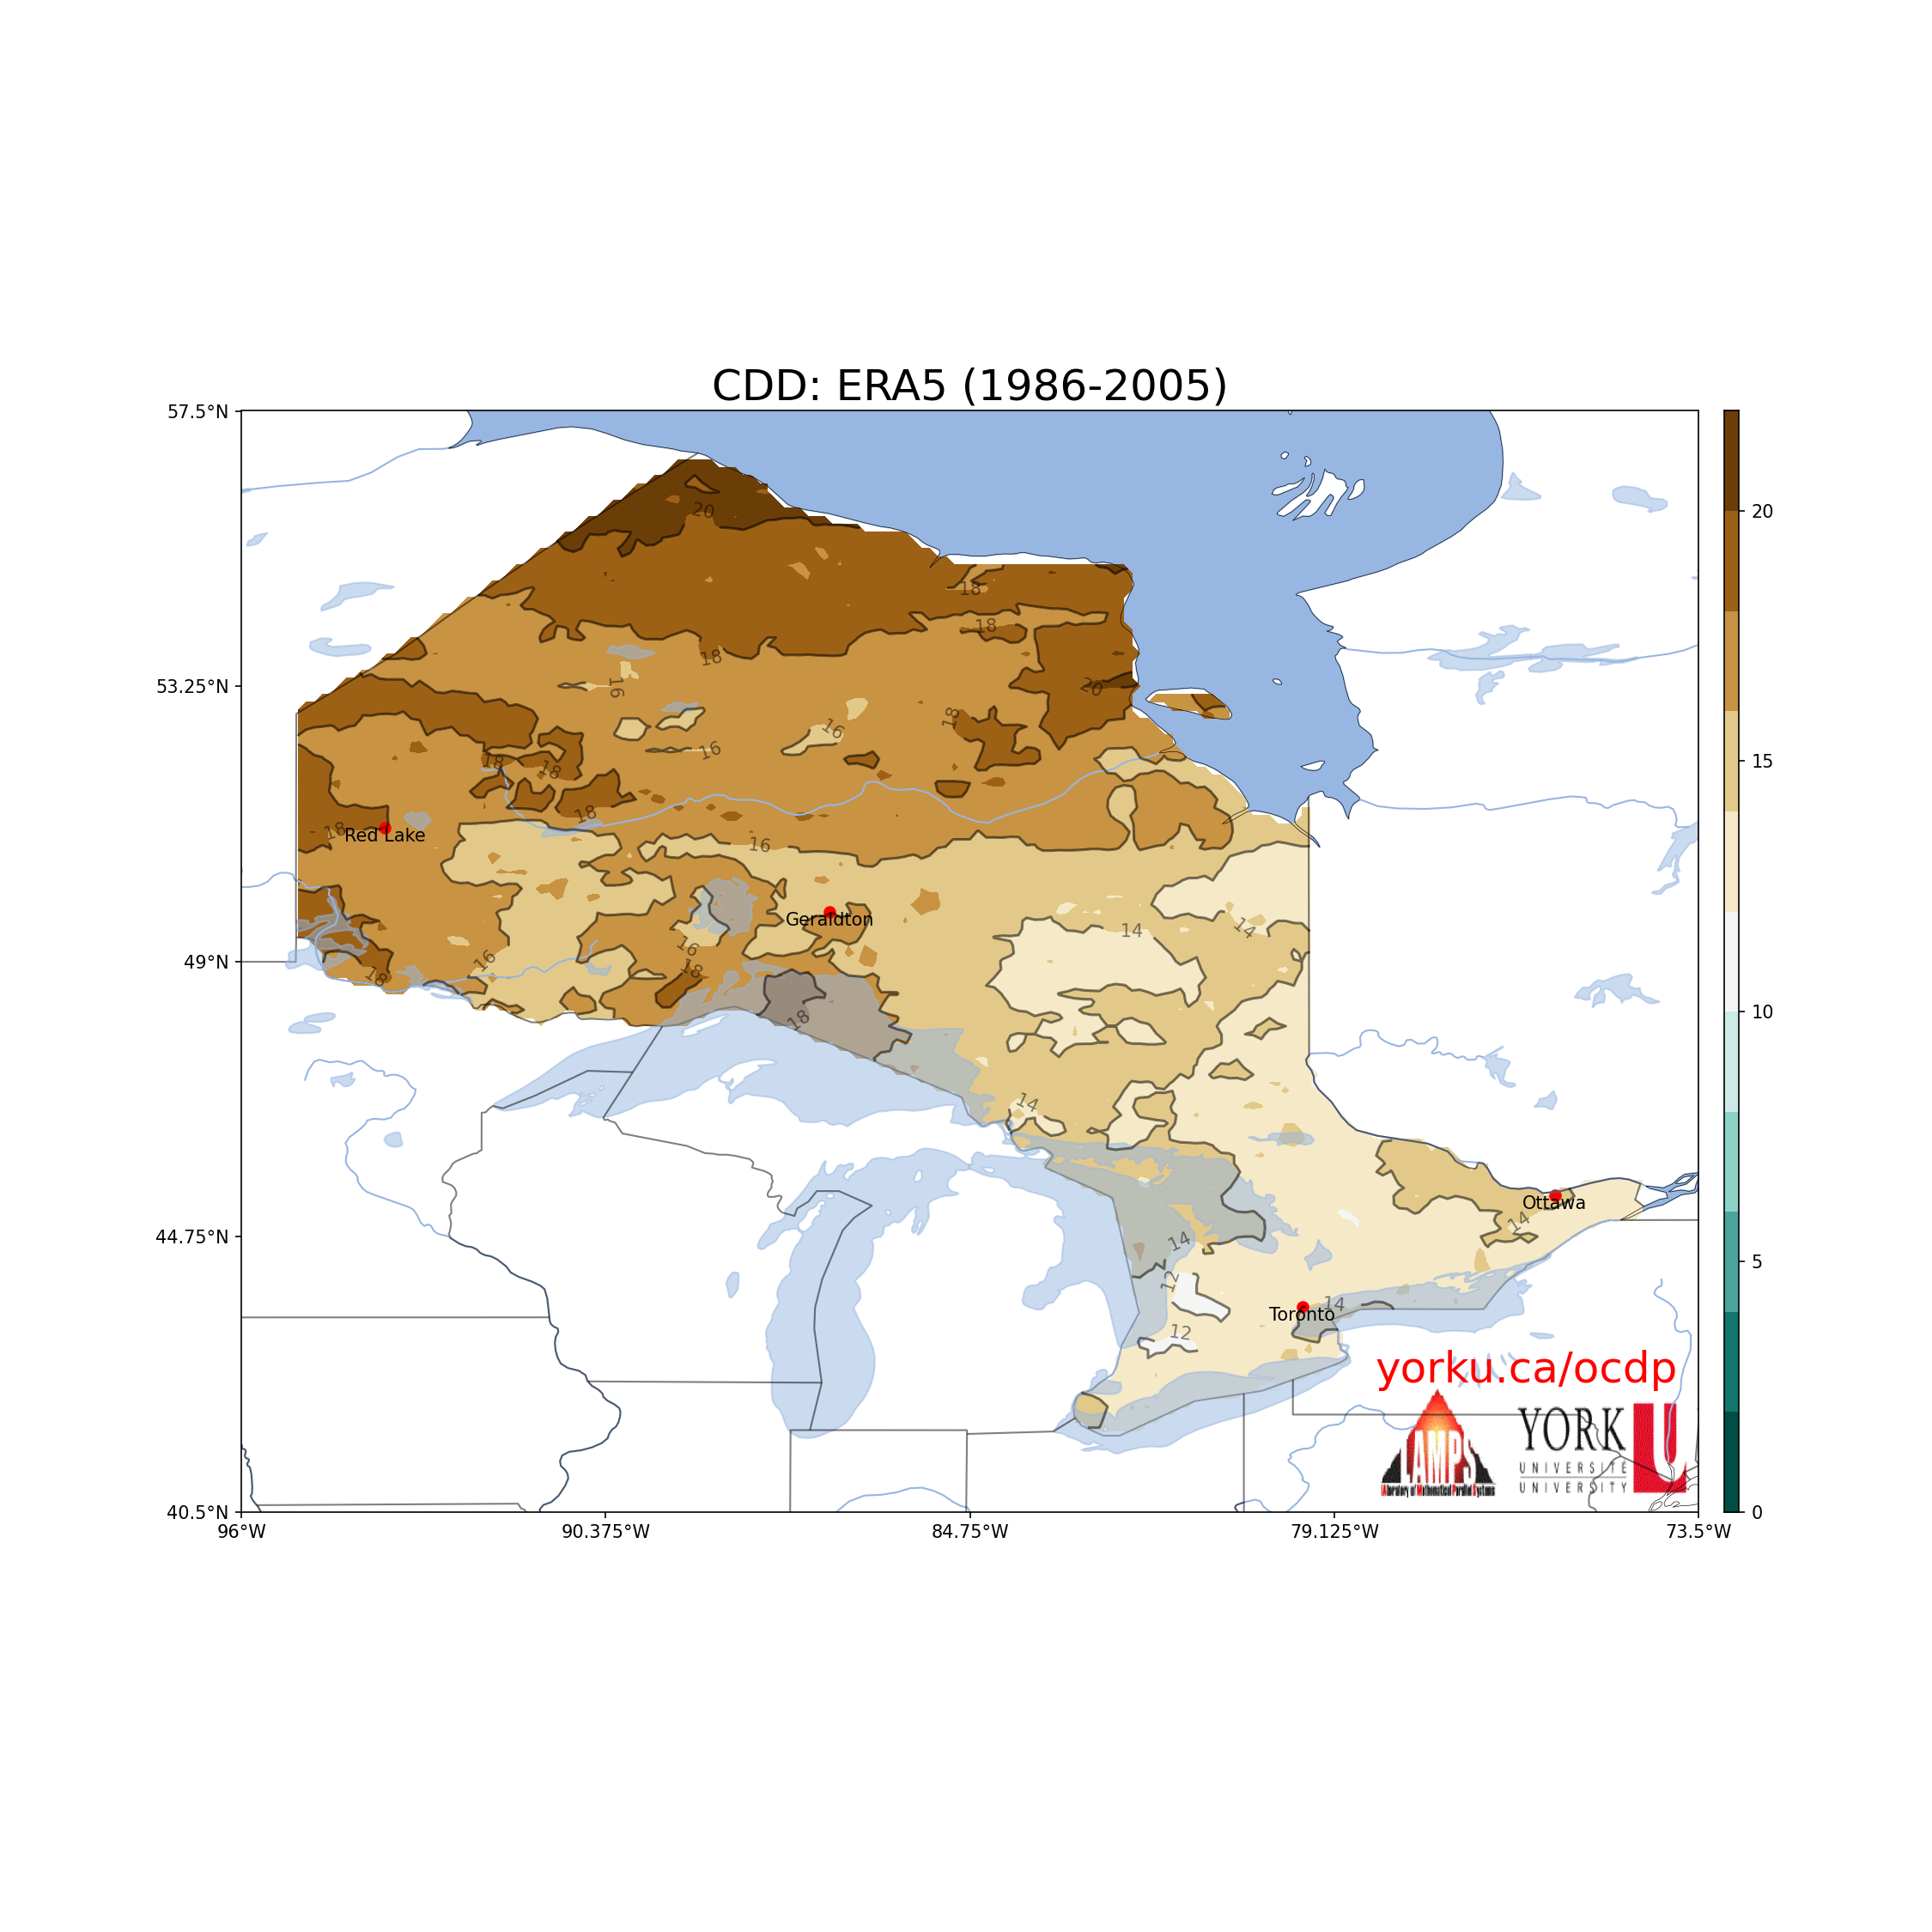 CDD: ERA5 (1986-2005)
57.5°N
53.25°N
49°N
44.75°N
40.5°N
96°W
90.375°W
84.75°W
79.125°W
73.5°W
20
15
10
5
0
20
18
18
18
20
16
18
16
16
18
18
18
18
Red Lake
16
Geraldton
14
14
16
16
18
18
18
14
Ottawa
14
14
12
14
Toronto
12
yorku.ca/ocdp
LAMPS
Laboratory of Mathematical Parallel Systems
YORK
UNIVERSITÉ
UNIVERSITY
U